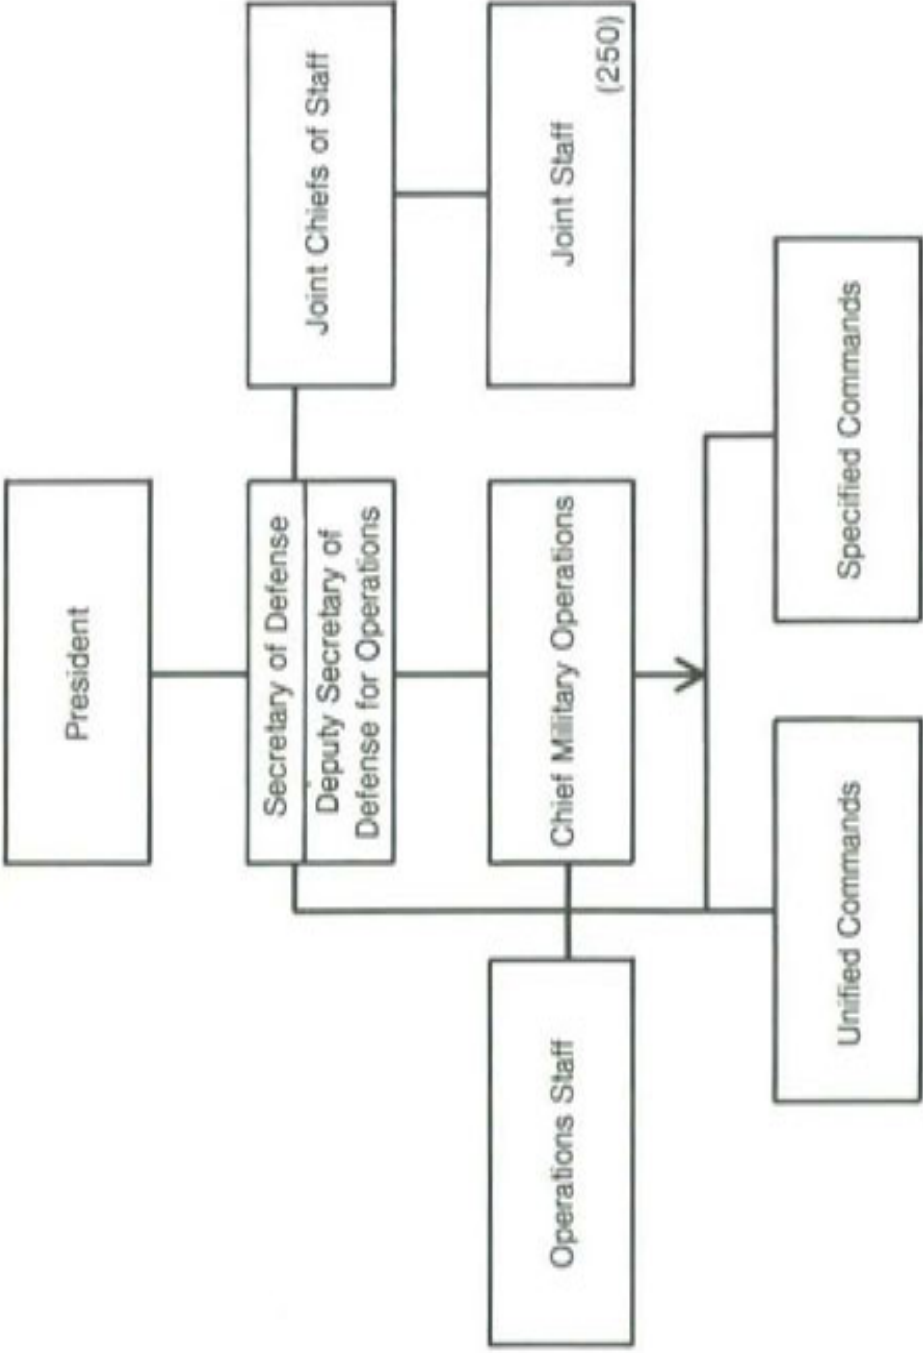 President
Secretary of Defense
Deputy Secretary of
Defense for Operations
Joint Chiefs of Staff
Operations Staff
Chief Military Operations
Joint Staff
(250)
Unified Commands
Specified Commands